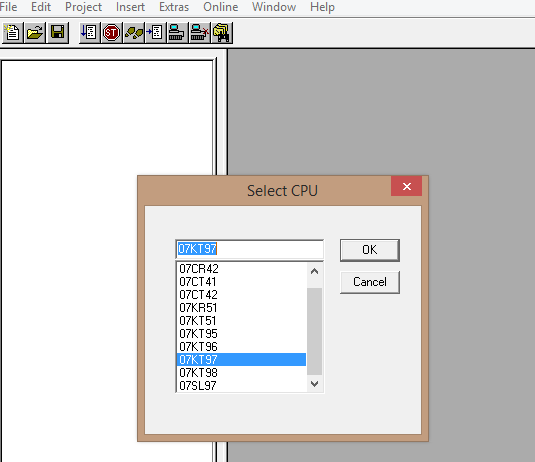 File Edit Project Insert Extras Online Window Help
ST
Select CPU
07KT97
OK
07CR42
Cancel
07CT41
07CT42
07KR51
07KT51
07KT95
07KT96
07KT97
07KT98
07SL97